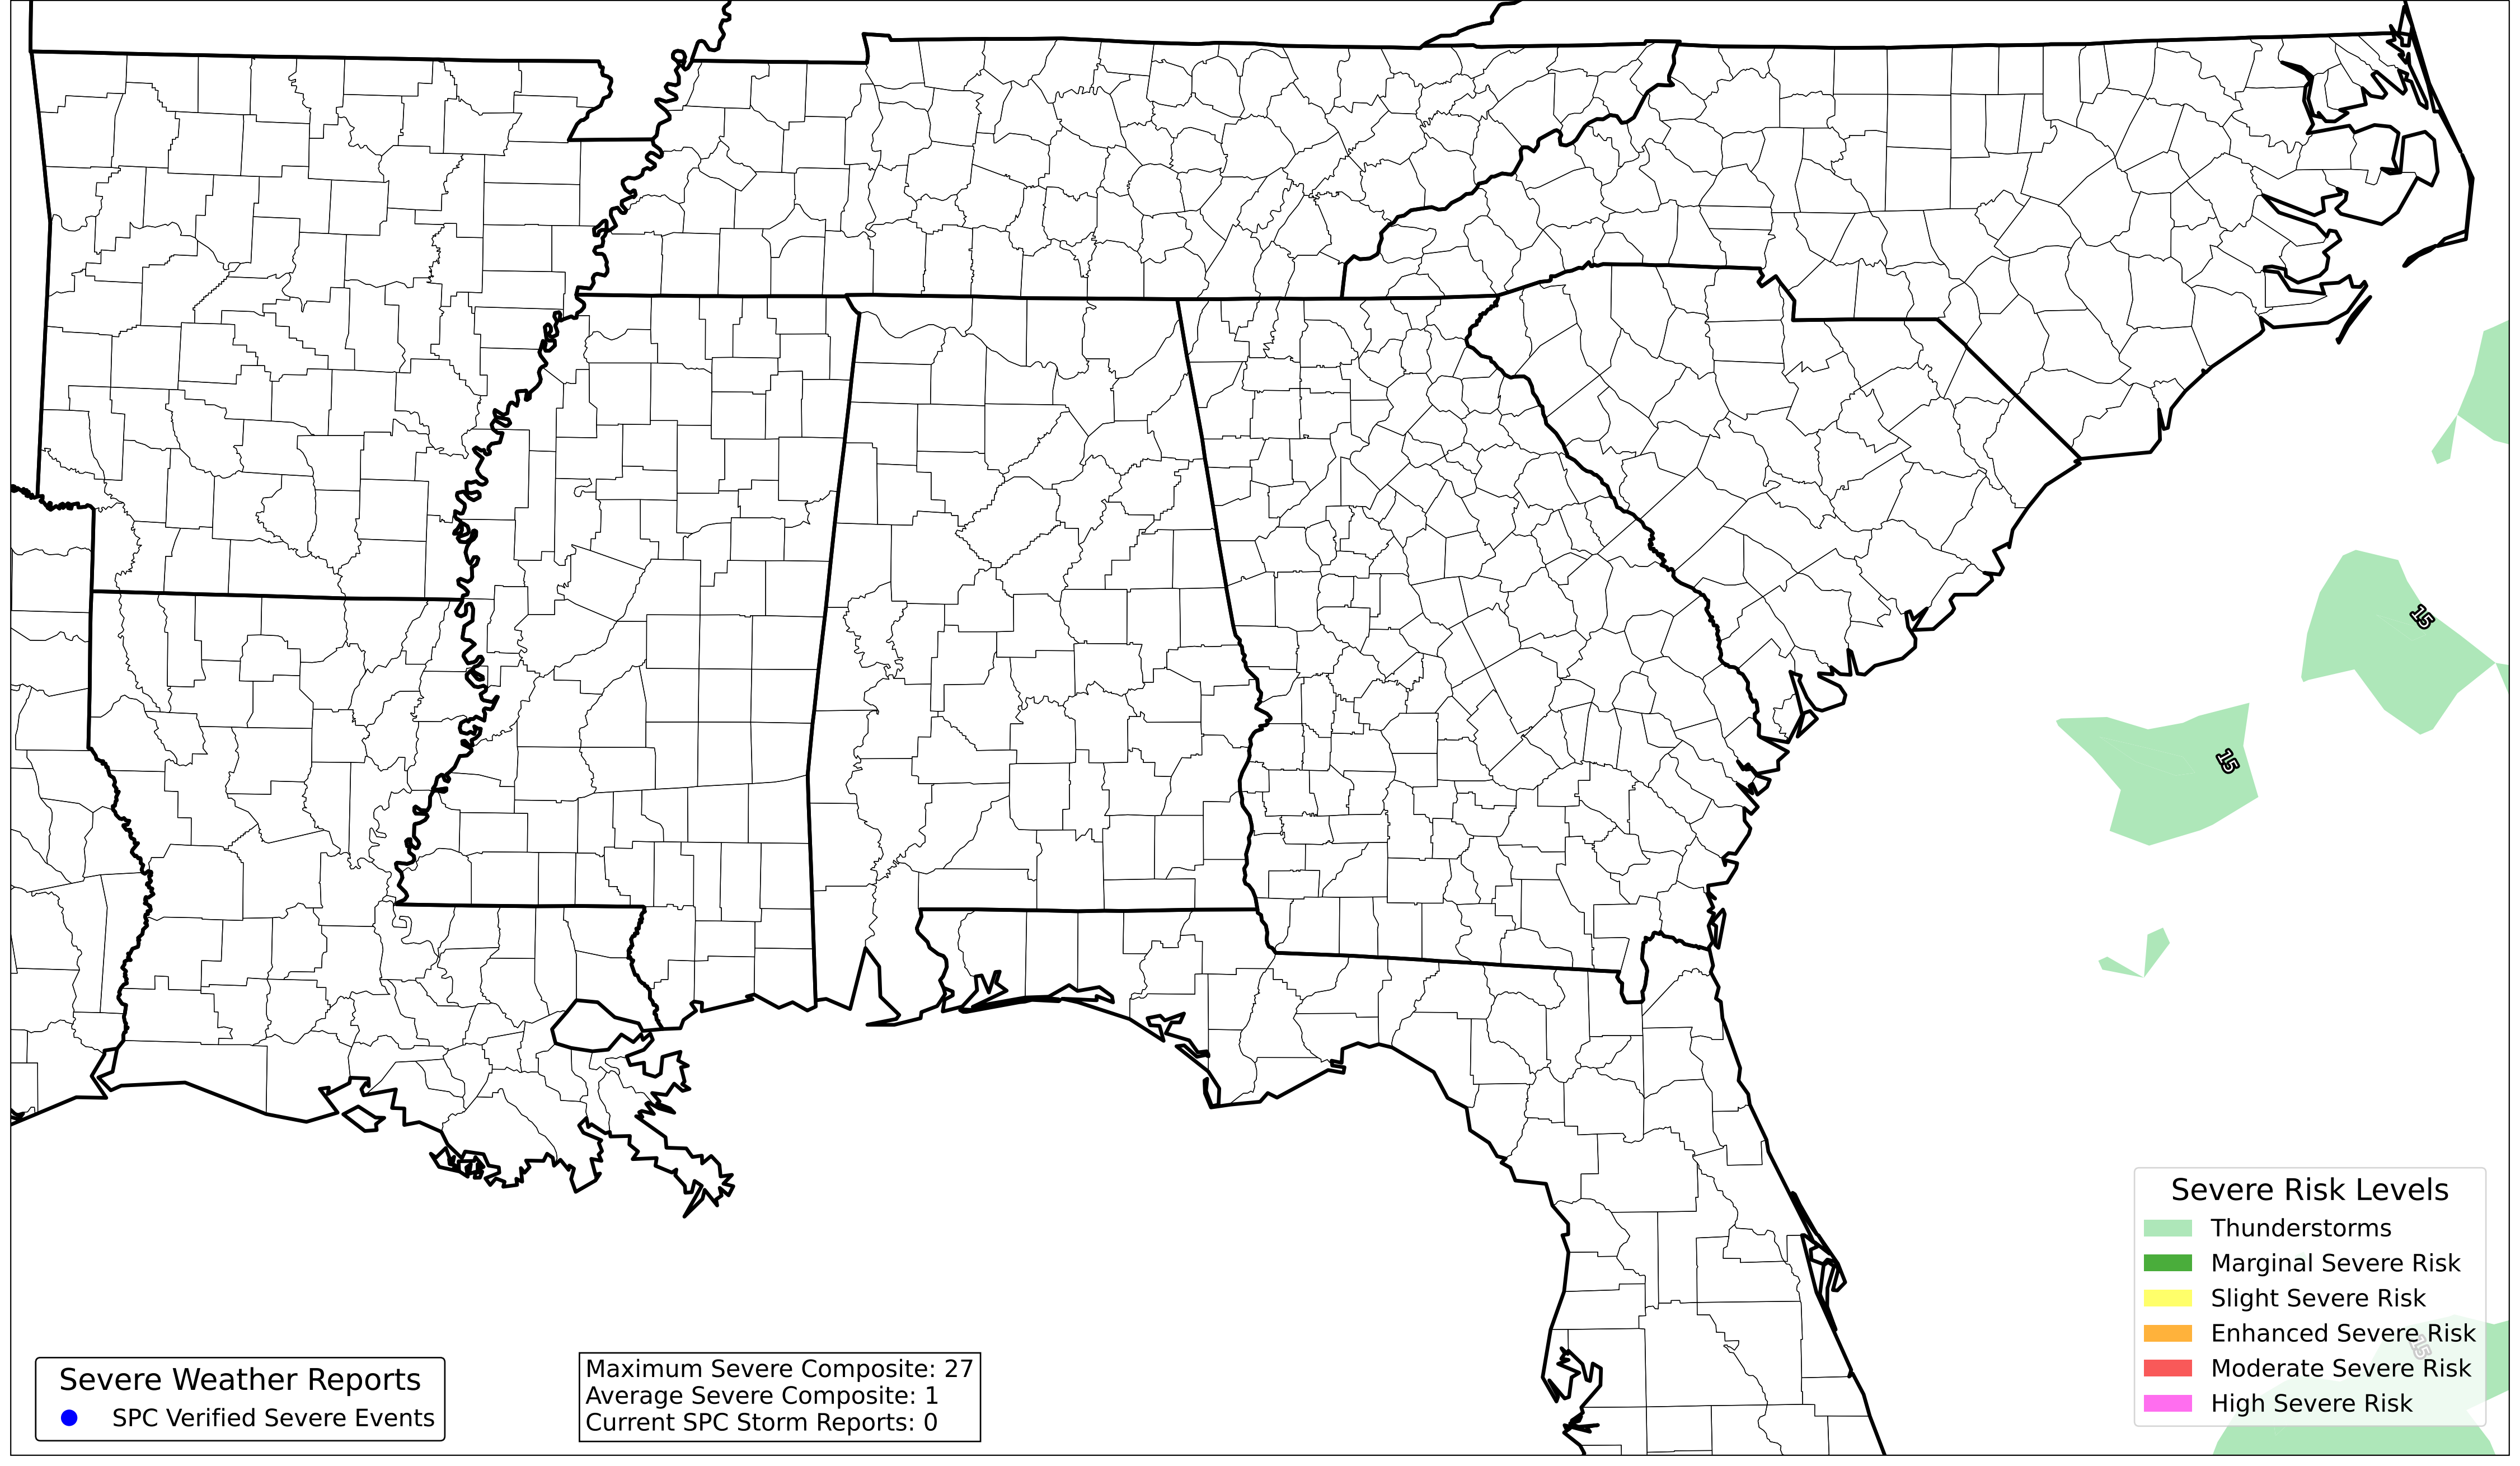 15
15
Severe Risk Levels
Thunderstorms
Marginal Severe Risk
Slight Severe Risk
Enhanced Severe Risk
15
Moderate Severe Risk
High Severe Risk
Severe Weather Reports
SPC Verified Severe Events
Maximum Severe Composite: 27
Average Severe Composite: 1
Current SPC Storm Reports: 0